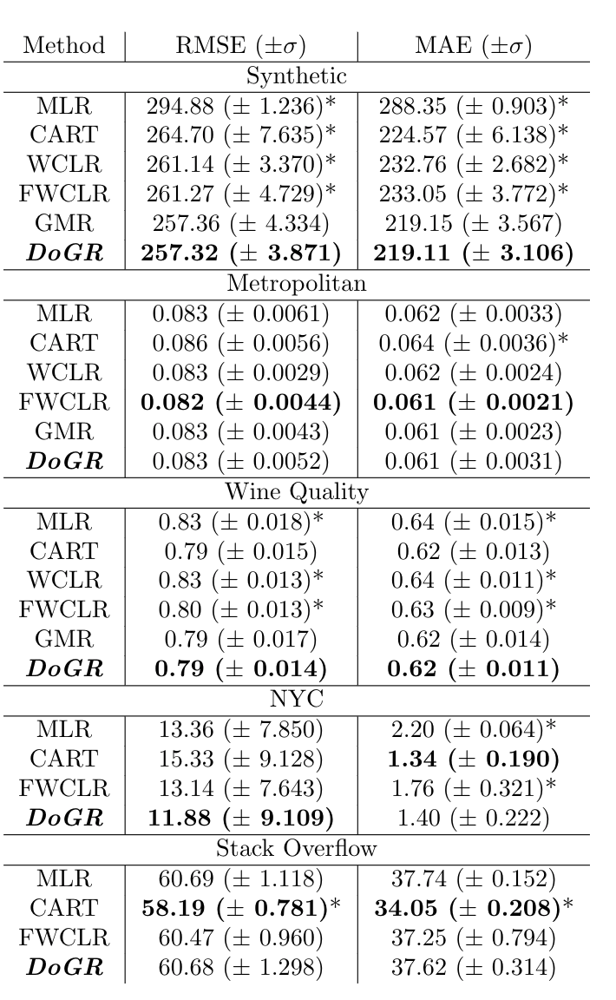 Method RMSE (±σ) MAE (±σ)
Synthetic
MLR 294.88 (± 1.236)* 288.35 (± 0.903)*
CART 264.70 (± 7.635)* 224.57 (± 6.138)*
WCLR 261.14 (± 3.370)* 232.76 (± 2.682)*
FWCLR 261.27 (± 4.729)* 233.05 (± 3.772)*
GMR 257.36 (± 4.334) 219.15 (± 3.567)
DoGR 257.32 (± 3.871) 219.11 (± 3.106)
Metropolitan
MLR 0.083 (± 0.0061) 0.062 (± 0.0033)
CART 0.086 (± 0.0056) 0.064 (± 0.0036)*
WCLR 0.083 (± 0.0029) 0.062 (± 0.0024)
FWCLR 0.082 (± 0.0044) 0.061 (± 0.0021)
GMR 0.083 (± 0.0043) 0.061 (± 0.0023)
DoGR 0.083 (± 0.0052) 0.061 (± 0.0031)
Wine Quality
MLR 0.83 (± 0.018)* 0.64 (± 0.015)*
CART 0.79 (± 0.015) 0.62 (± 0.013)
WCLR 0.83 (± 0.013)* 0.64 (± 0.011)*
FWCLR 0.80 (± 0.013)* 0.63 (± 0.009)*
GMR 0.79 (± 0.017) 0.62 (± 0.014)
DoGR 0.79 (± 0.014) 0.62 (± 0.011)
NYC
MLR 13.36 (± 7.850) 2.20 (± 0.064)*
CART 15.33 (± 9.128) 1.34 (± 0.190)
FWCLR 13.14 (± 7.643) 1.76 (± 0.321)*
DoGR 11.88 (± 9.109) 1.40 (± 0.222)
Stack Overflow
MLR 60.69 (± 1.118) 37.74 (± 0.152)
CART 58.19 (± 0.781)* 34.05 (± 0.208)*
FWCLR 60.47 (± 0.960) 37.25 (± 0.794)
DoGR 60.68 (± 1.298) 37.62 (± 0.314)